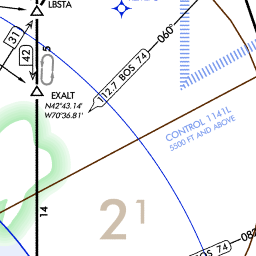 LBSTA
31
42
5
060°
112.7 BOS 74
EXALT
N42°43.14'
W70°36.81'
CONTROL 1141L
5500 FT AND ABOVE
14
2¹
BOS 74